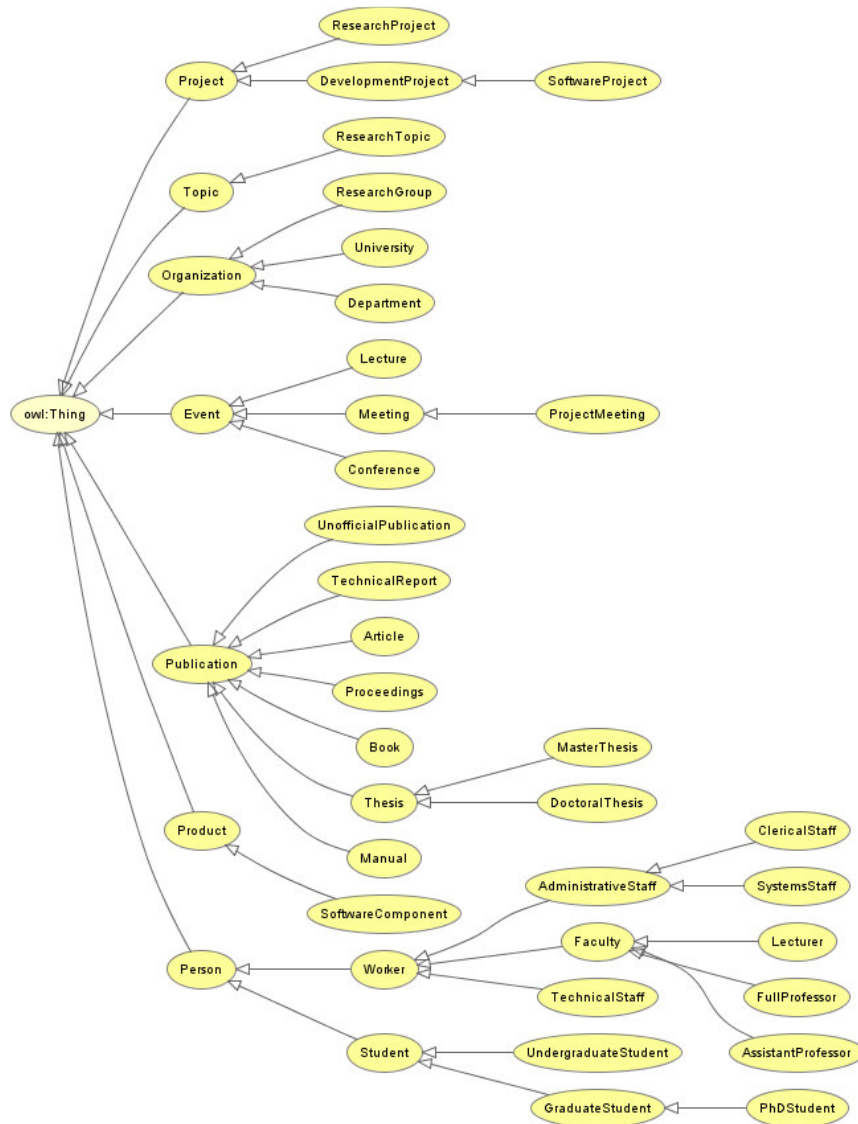 ResearchProject
Project
DevelopmentProject
SoftwareProject
ResearchTopic
Topic
ResearchGroup
University
Organization
Department
Lecture
owl:Thing
Event
Meeting
ProjectMeeting
Conference
UnofficialPublication
TechnicalReport
Article
Publication
Proceedings
Book
MasterThesis
Thesis
DoctoralThesis
Product
ClericalStaff
Manual
AdministrativeStaff
SystemsStaff
SoftwareComponent
Faculty
Lecturer
Person
Worker
TechnicalStaff
FullProfessor
Student
UndergraduateStudent
AssistantProfessor
GraduateStudent
PhDStudent